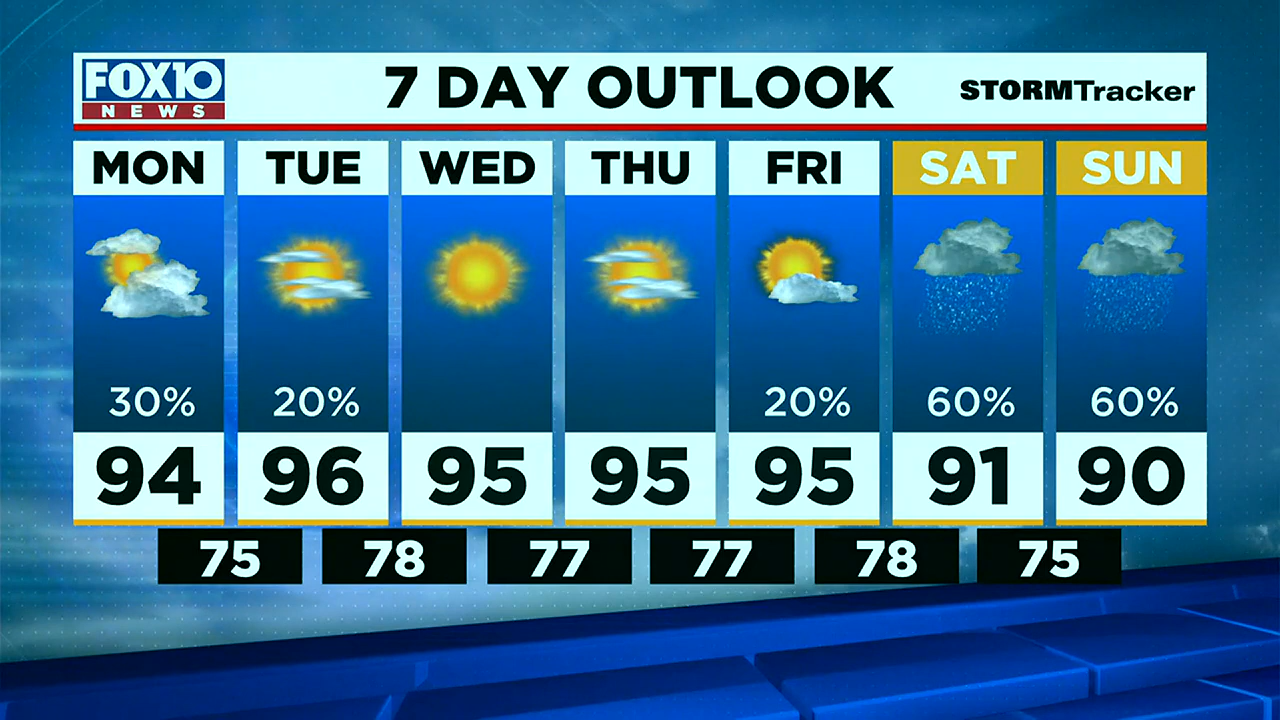 FOX10
NEWS
7 DAY OUTLOOK
STORMTracker
MON TUE WED THU FRI SAT SUN
30% 20% 20% 60% 60%
94 96 95 95 95 91 90
75 78 77 77 78 75